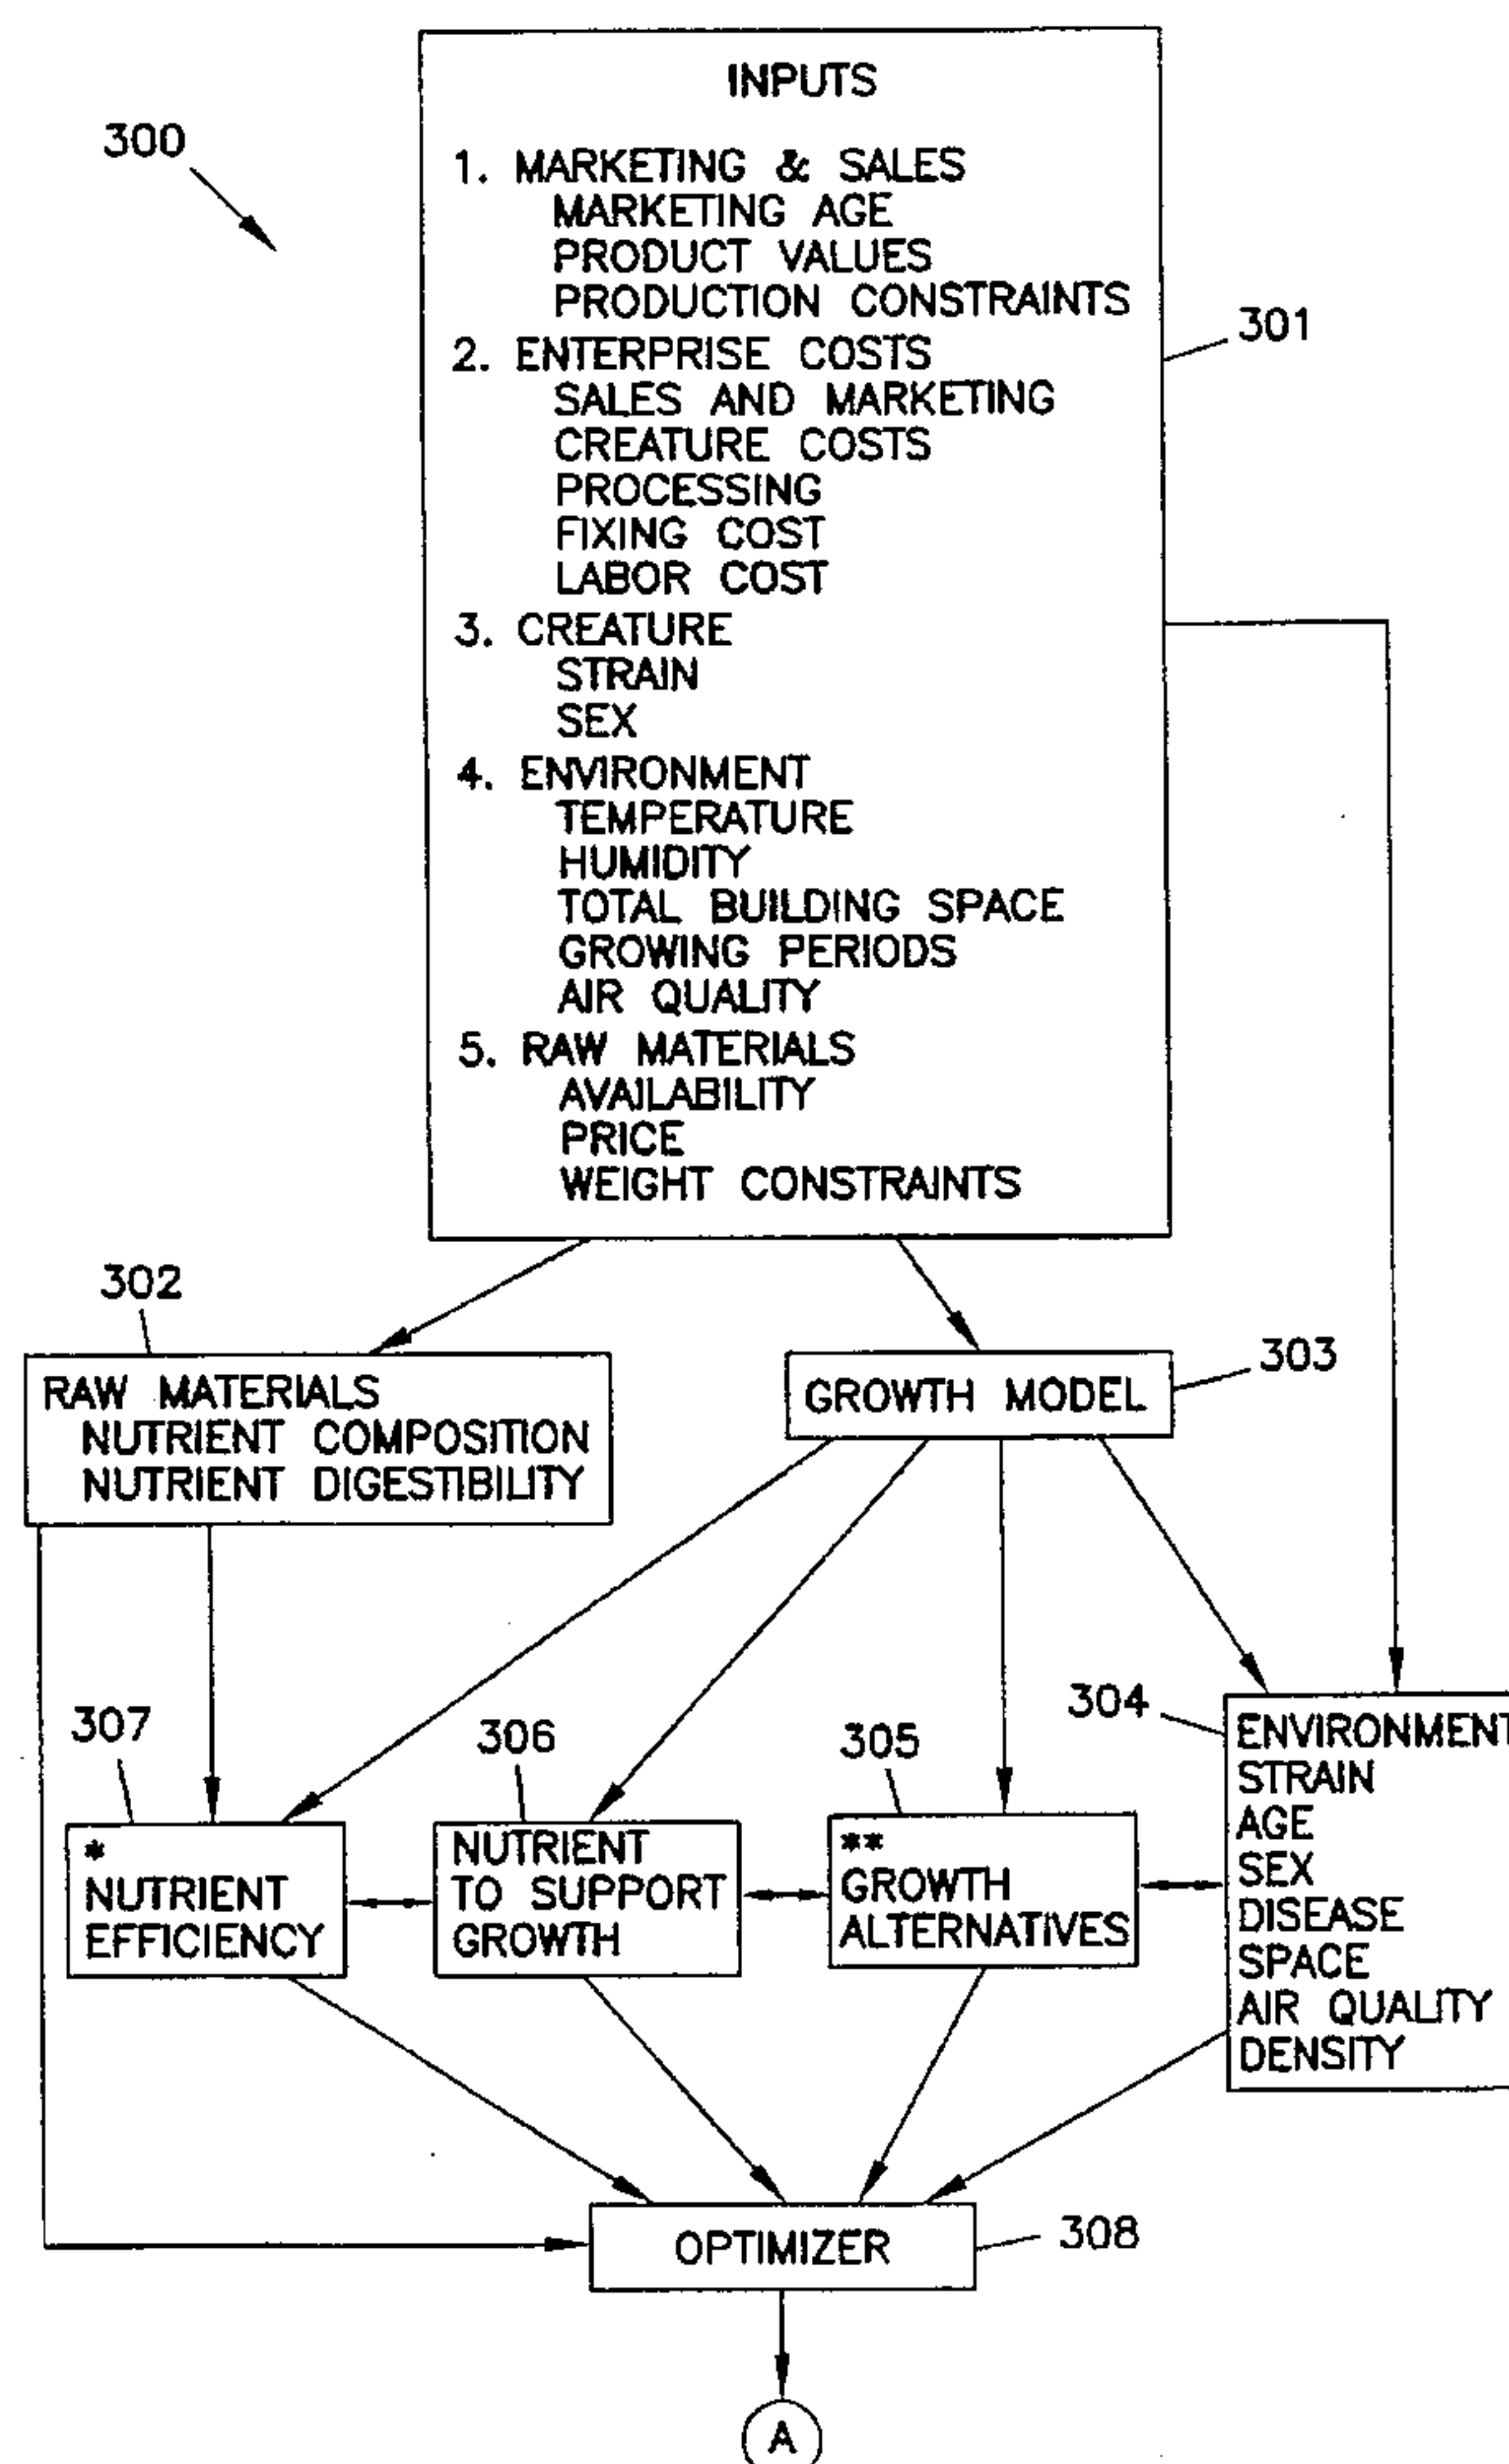 300
INPUTS
1. MARKETING & SALES
MARKETING AGE
PRODUCT VALUES
PRODUCTION CONSTRAINTS
301
2. ENTERPRISE COSTS
SALES AND MARKETING
CREATURE COSTS
PROCESSING
FIXING COST
LABOR COST
3. CREATURE
STRAIN
SEX
4. ENVIRONMENT
TEMPERATURE
HUMIDITY
TOTAL BUILDING SPACE
GROWING PERIODS
AIR QUALITY
5. RAW MATERIALS
AVAILABILITY
PRICE
WEIGHT CONSTRAINTS
302
RAW MATERIALS
NUTRIENT COMPOSITION
NUTRIENT DIGESTIBILITY
303
GROWTH MODEL
307
*
NUTRIENT
EFFICIENCY
306
NUTRIENT
TO SUPPORT
GROWTH
305
**
GROWTH
ALTERNATIVES
304
ENVIRONMENT
STRAIN
AGE
SEX
DISEASE
SPACE
AIR QUALITY
DENSITY
OPTIMIZER
308
A